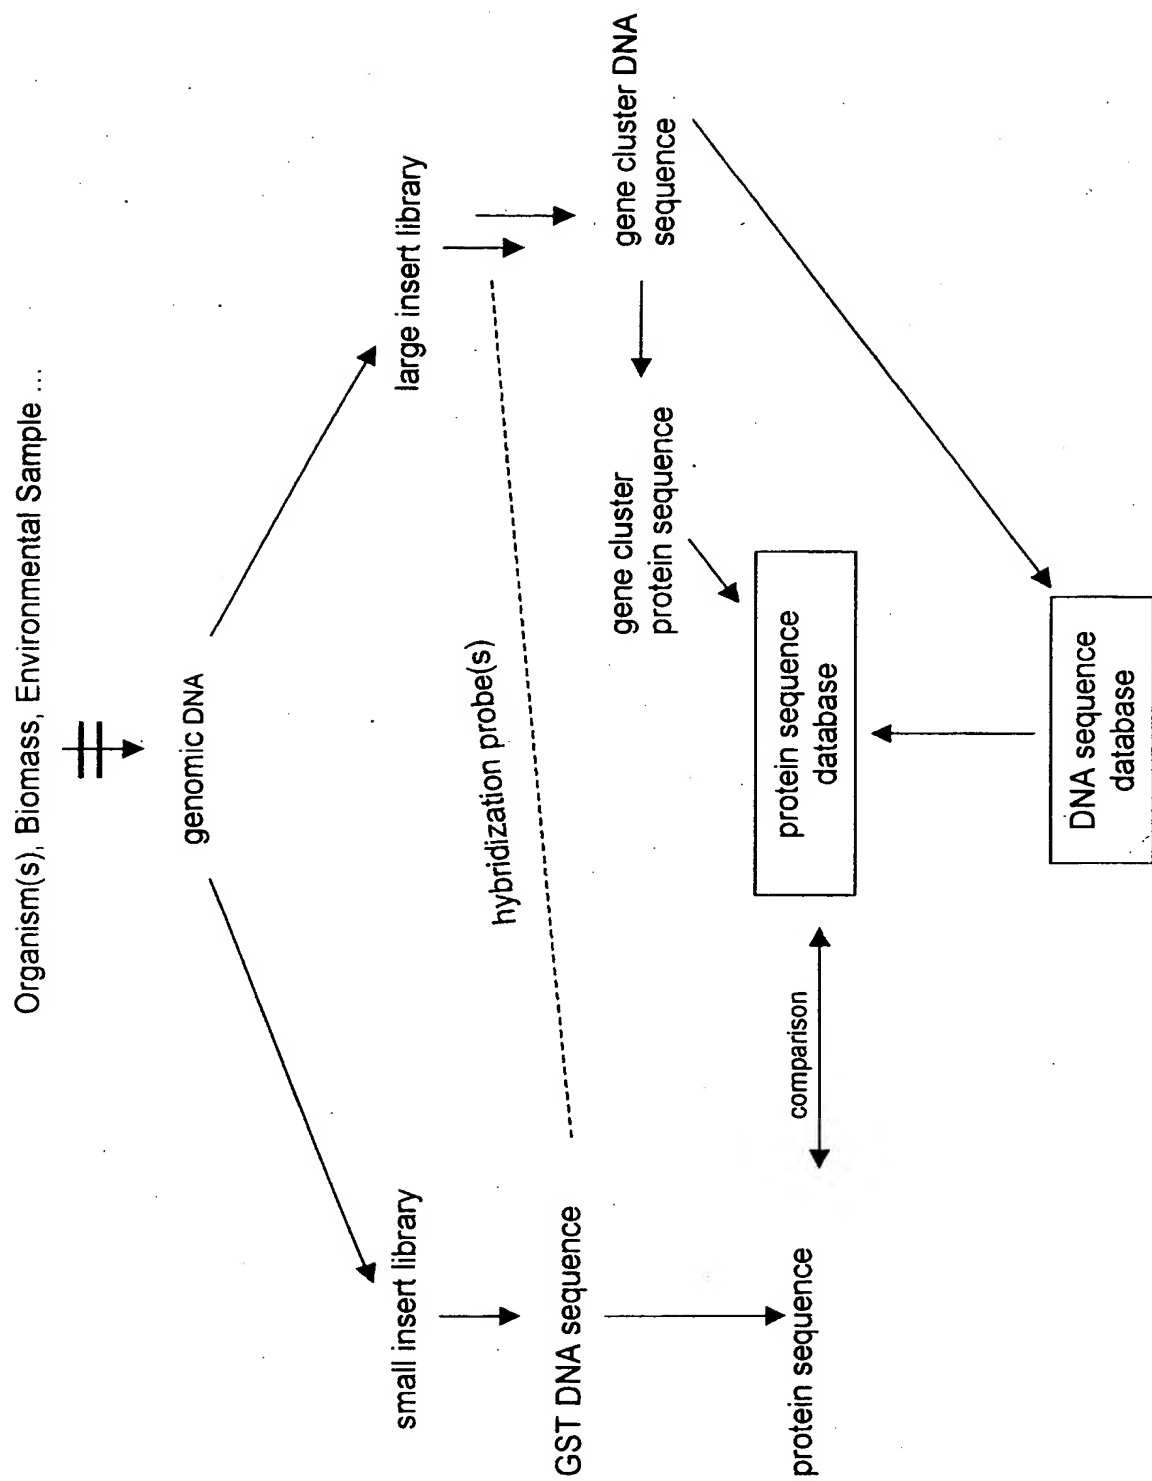 Organism(s), Biomass, Environmental Sample ...
genomic DNA
small insert library
large insert library
hybridization probe(s)
GST DNA sequence
gene cluster DNA
sequence
gene cluster
protein sequence
protein sequence
comparison
protein sequence
database
DNA sequence
database